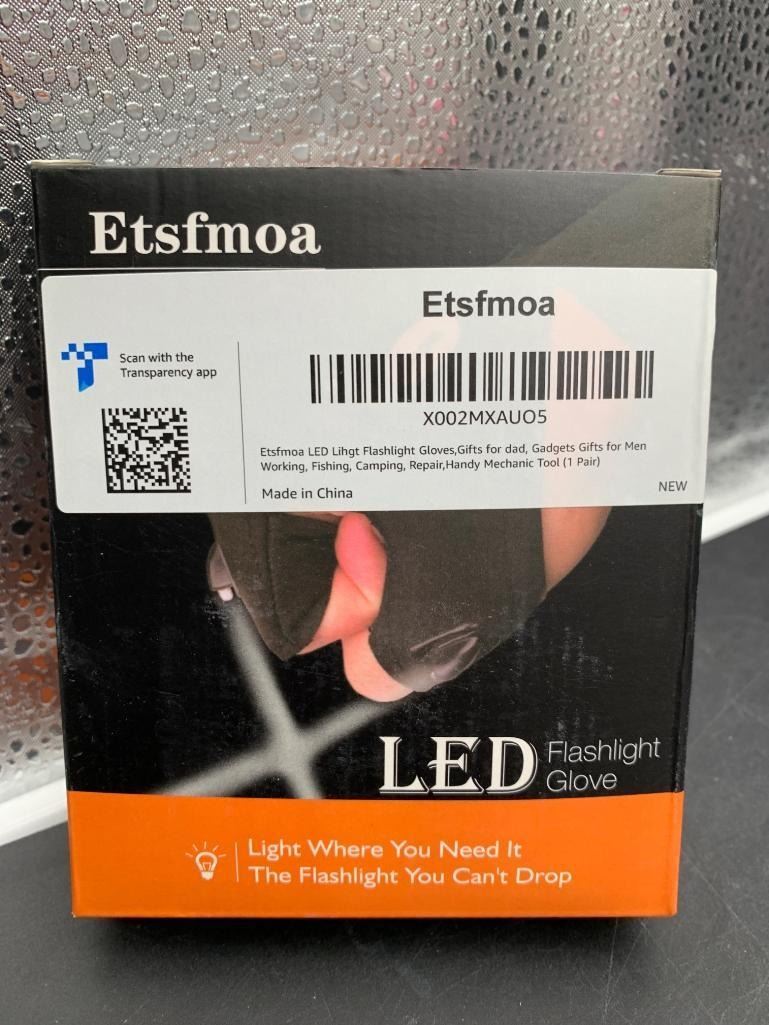 Etsfmoa
Etsfmoa
Scan with the
Transparency app
X002MXAUO5
Etsfmoa LED Lihgt Flashlight Gloves,Gifts for dad, Gadgets Gifts for Men
Working, Fishing, Camping, Repair,Handy Mechanic Tool (1 Pair)
Made in China
NEW
LED Flashlight
Glove
Light Where You Need It
The Flashlight You Can't Drop